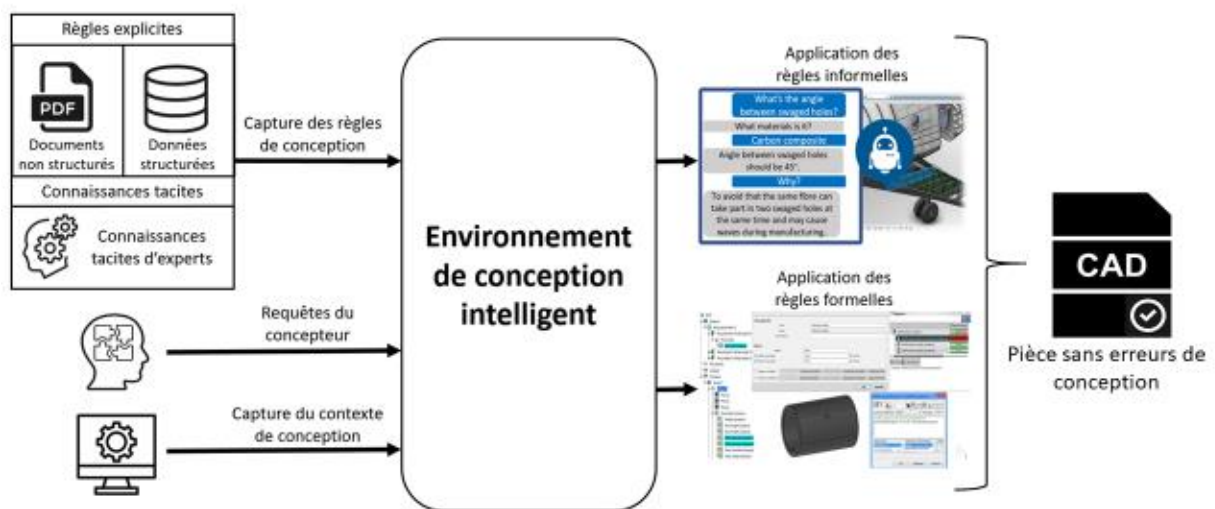 Règles explicites
PDF
Documents
non structurés
Données
structurées
Connaissances tacites
Connaissances
tacites d'experts
Capture des règles
de conception
Requêtes du
concepteur
Capture du contexte
de conception
Environnement
de conception
intelligent
Application des
règles informelles
What's the angle
between swaged holes?
What materials is it?
Carbon composite
Angle between swaged holes
should be 45°.
Why?
To avoid that the same fibre can
take part is two swaged holes at
the same time and may cause
waves during manufacturing.
Application des
règles formelles
CAD
Pièce sans erreurs de
conception